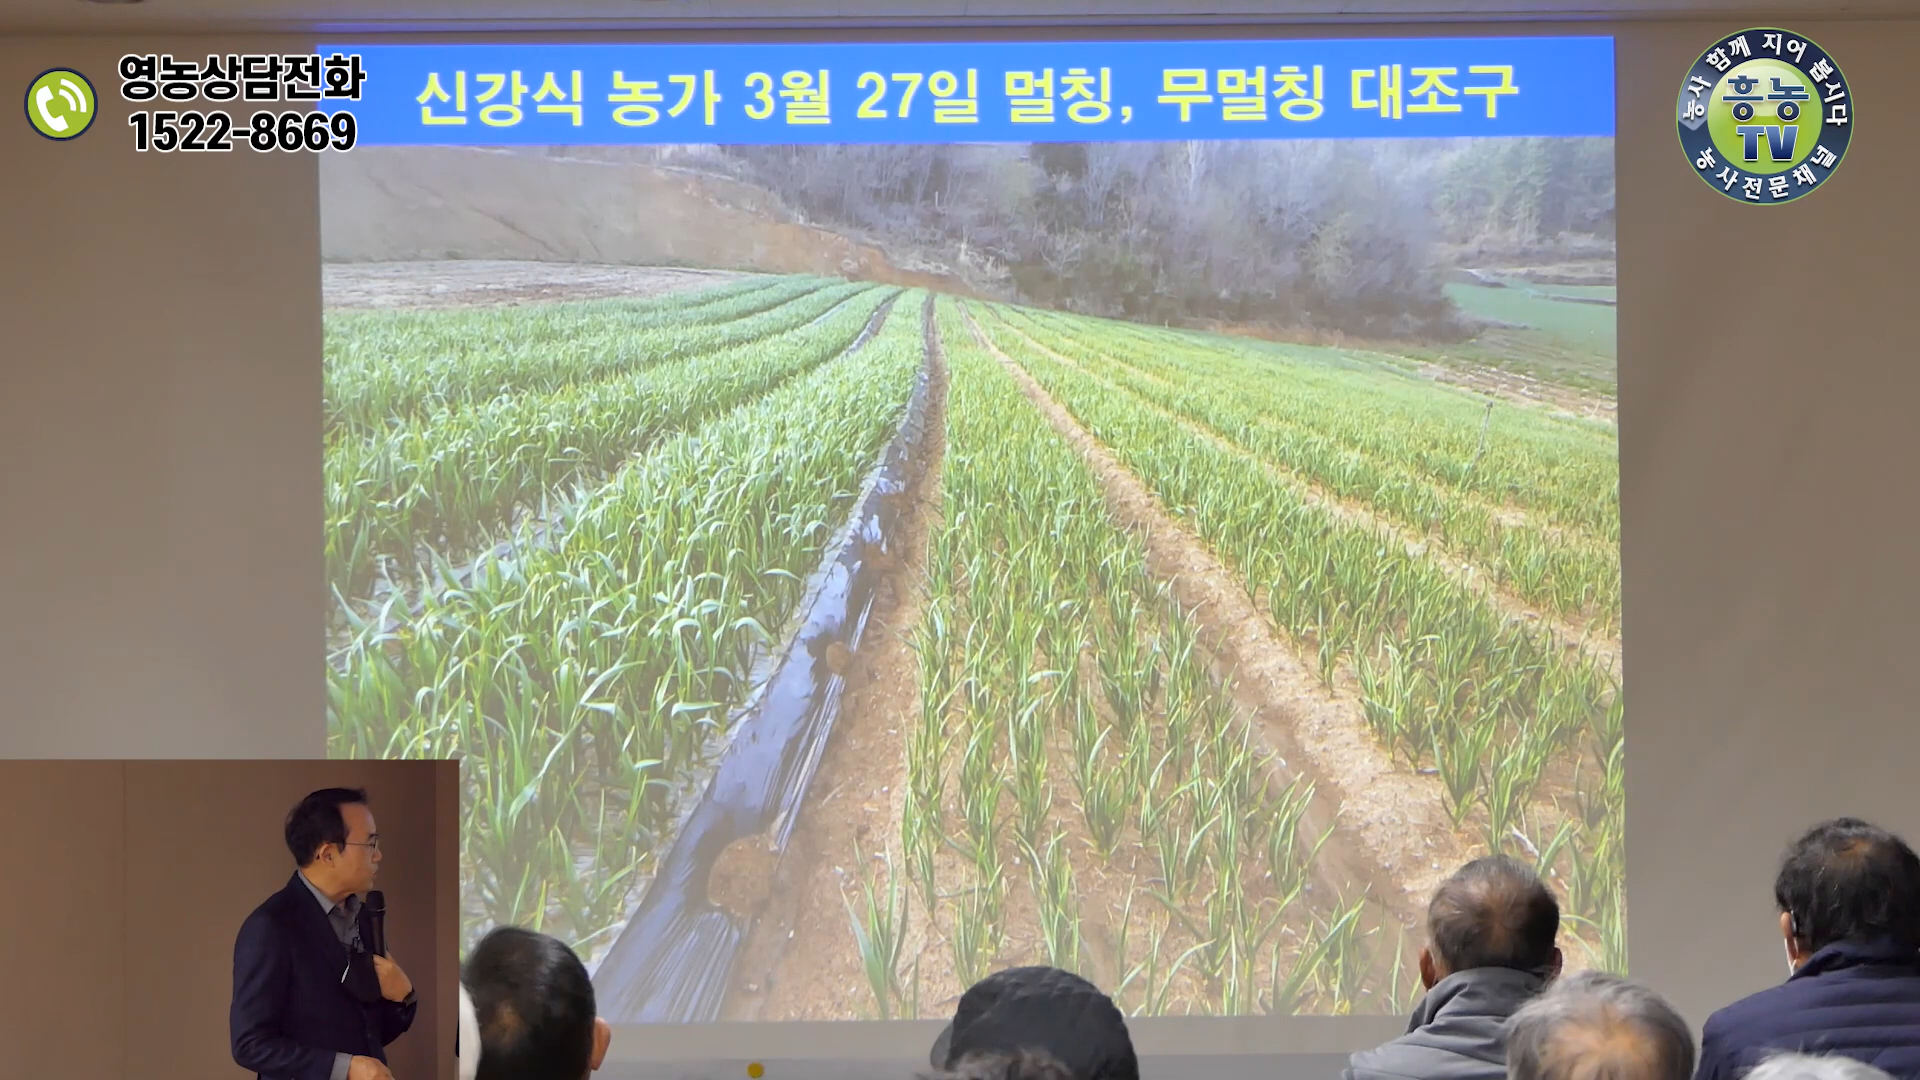 영농상담전화
1522-8669
신강식 농가 3월 27일 멀칭, 무멀칭 대조구
농사 함께 지어 봅시다
흥농
TV
농사전문채널